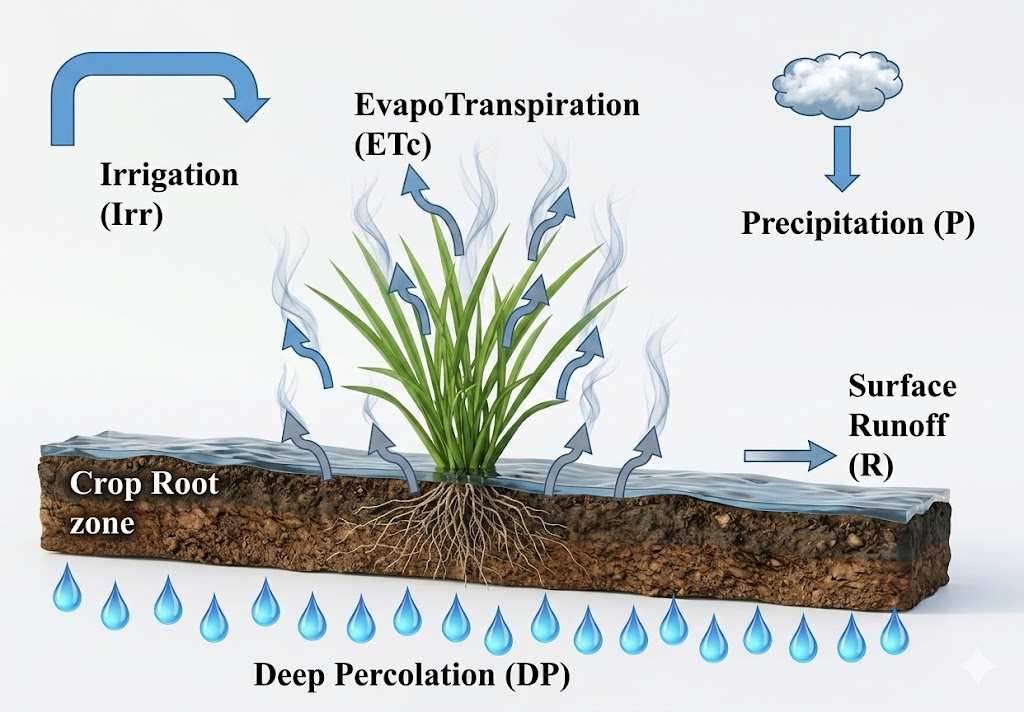 EvapoTranspiration
(ETc)
Irrigation
(Irr)
Precipitation (P)
Surface
Runoff
(R)
Crop Root
zone
Deep Percolation (DP)